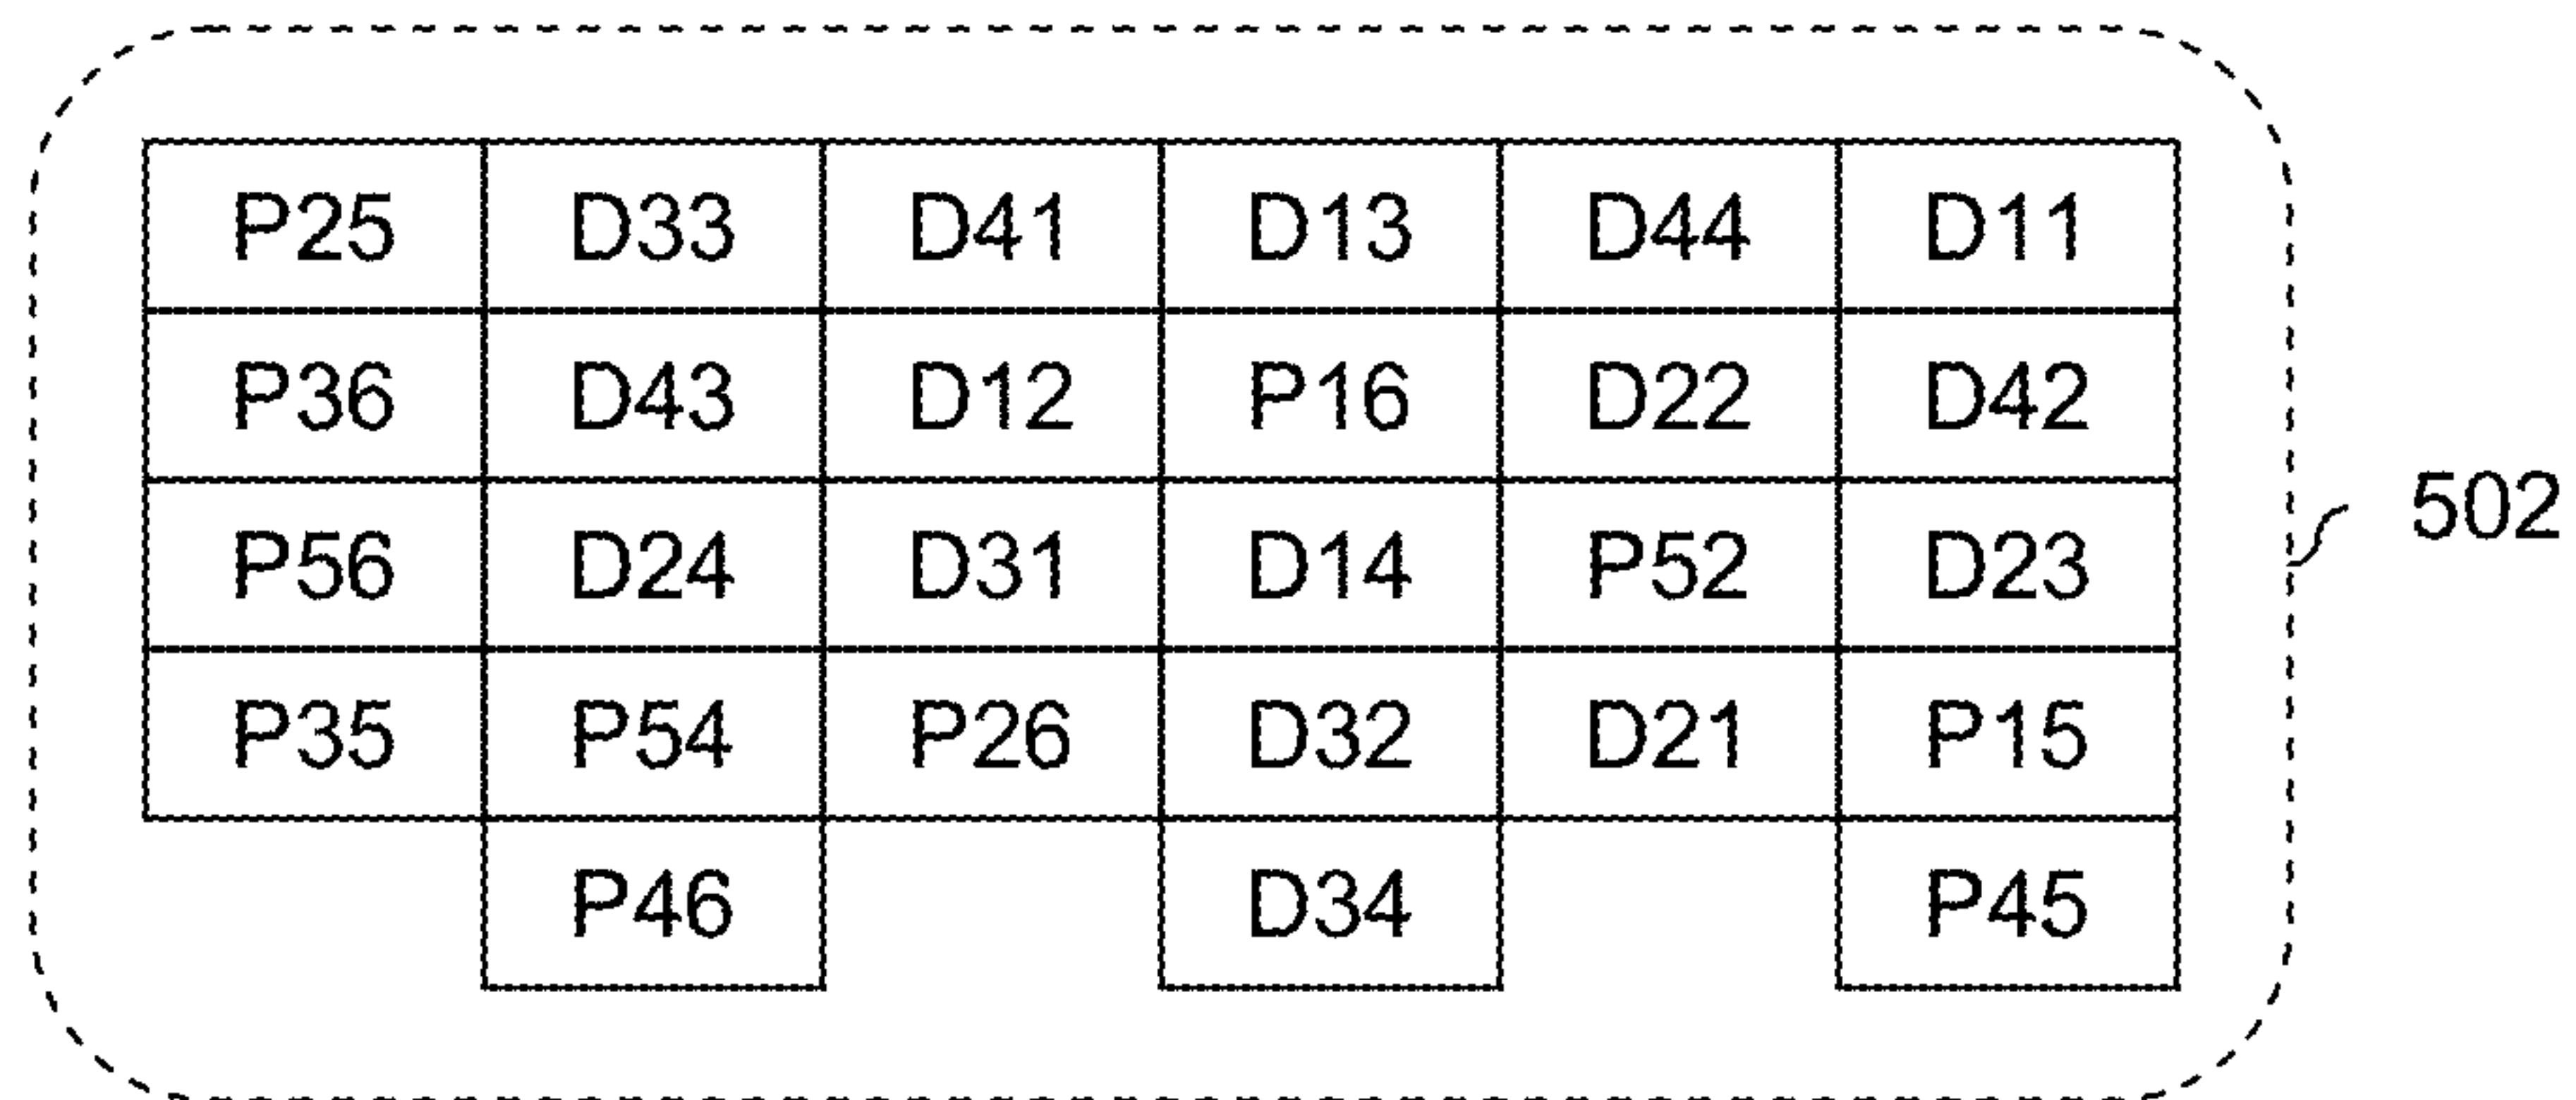 P25 D33 D41 D13 D44 D11
P36 D43 D12 P16 D22 D42
502
P56 D24 D31 D14 P52 D23
P35 P54 P26 D32 D21 P15
P46 D34 P45